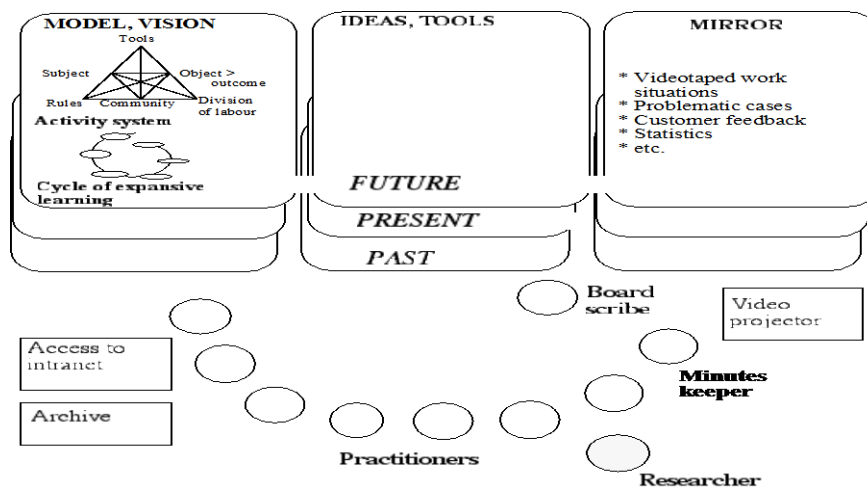 MODEL, VISION
Tools
Subject
Object >
outcome
Rules
Community
Division
of labour
Activity system
Cycle of expansive
learning
IDEAS, TOOLS
FUTURE
PRESENT
PAST
MIRROR
* Videotaped work
situations
* Problematic cases
* Customer feedback
* Statistics
* etc.
Board
scribe
Video
projector
Access to
intranet
Minutes
keeper
Archive
Practitioners
Researcher